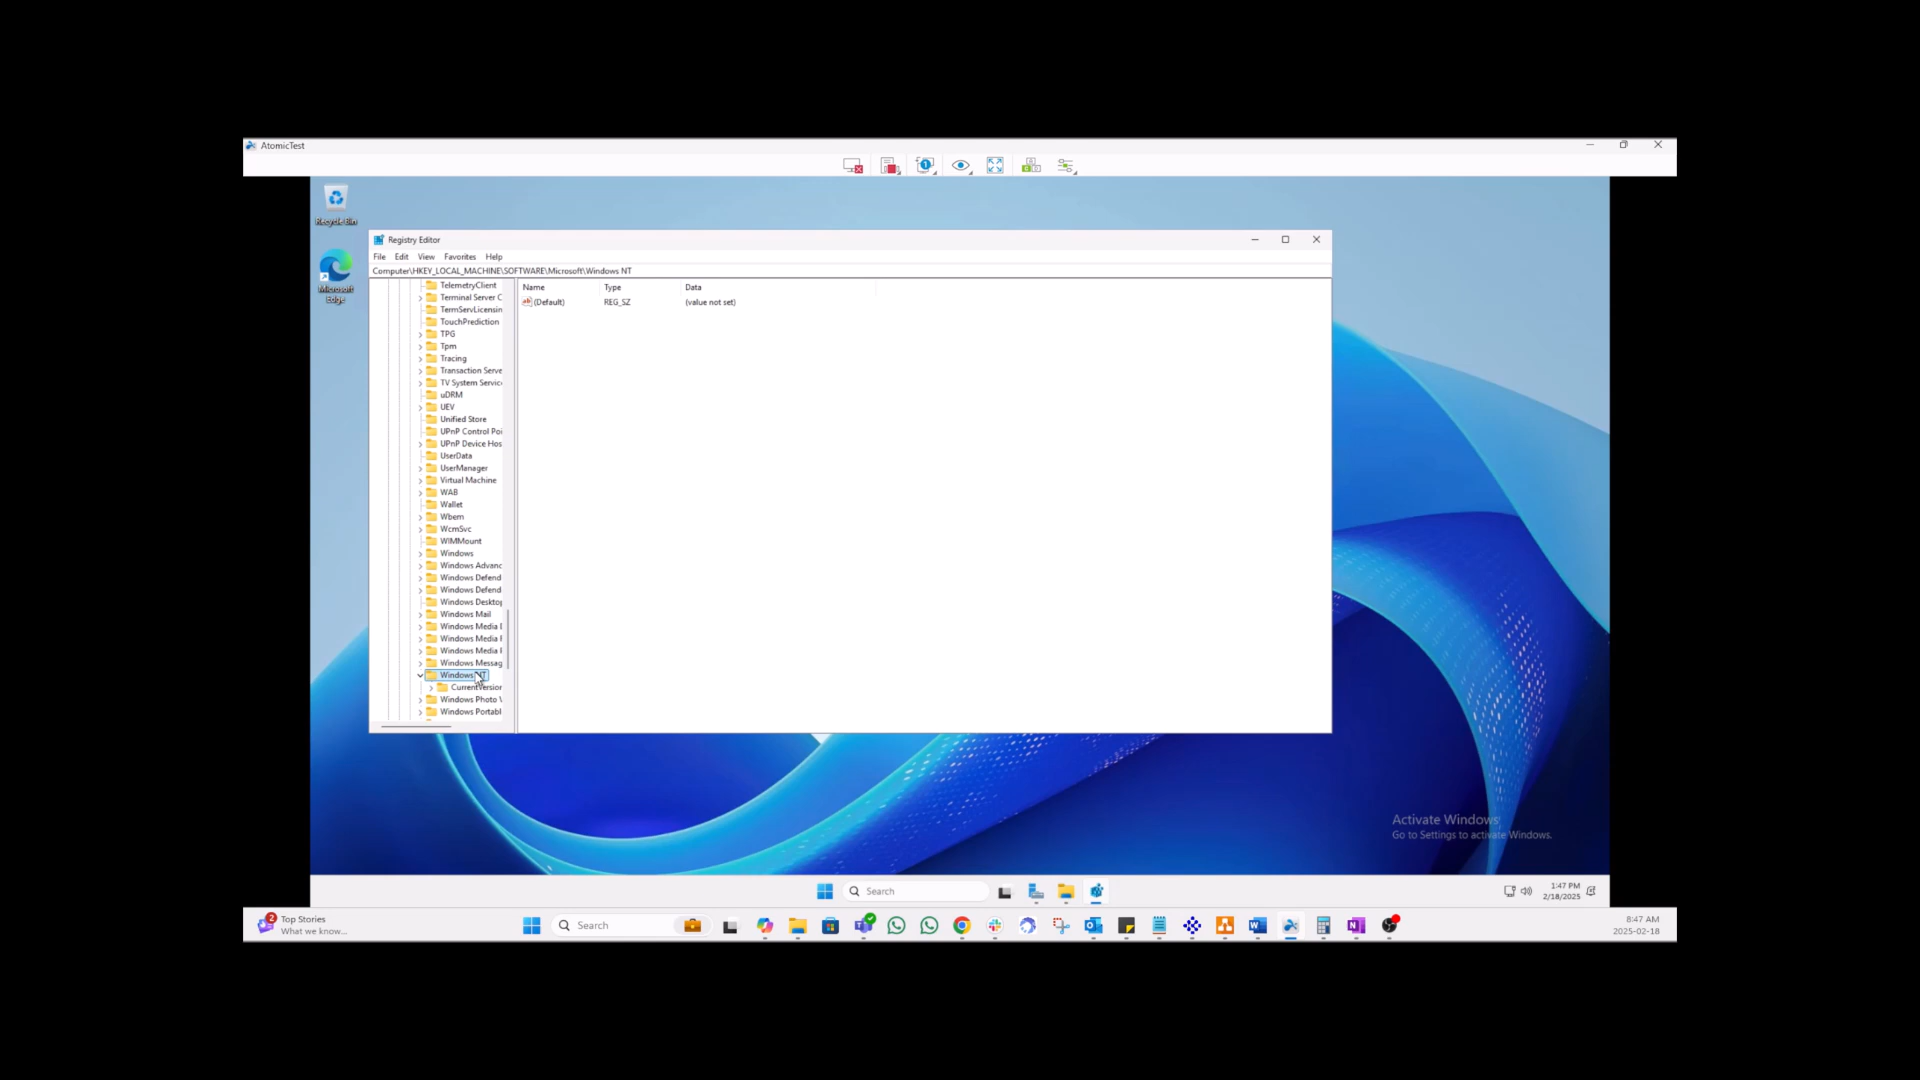 AtomicTest
Recycle Bin
Microsoft
Edge
Registry Editor
File Edit View Favorites Help
Computer\HKEY_LOCAL_MACHINE\SOFTWARE\Microsoft\Windows NT
Name Type Data
(Default) REG_SZ (value not set)
TelemetryClient
Terminal Server C
TermServLicensin
TouchPrediction
TPG
Tpm
Tracing
Transaction Serve
TV System Servic
uDRM
UEV
Unified Store
UPnP Control Poi
UPnP Device Hos
UserData
UserManager
Virtual Machine
WAB
Wallet
Wbem
WcmSvc
WIMMount
Windows
Windows Advanc
Windows Defend
Windows Defend
Windows Desktop
Windows Mail
Windows Media
Windows Media
Windows Media
Windows Messag
Windows NT
CurrentVersion
Windows Photo
Windows Portabl
Activate Windows
Go to Settings to activate Windows.
Search
1:47 PM
2/18/2025
2
Top Stories
What we know...
Search
8:47 AM
2025-02-18